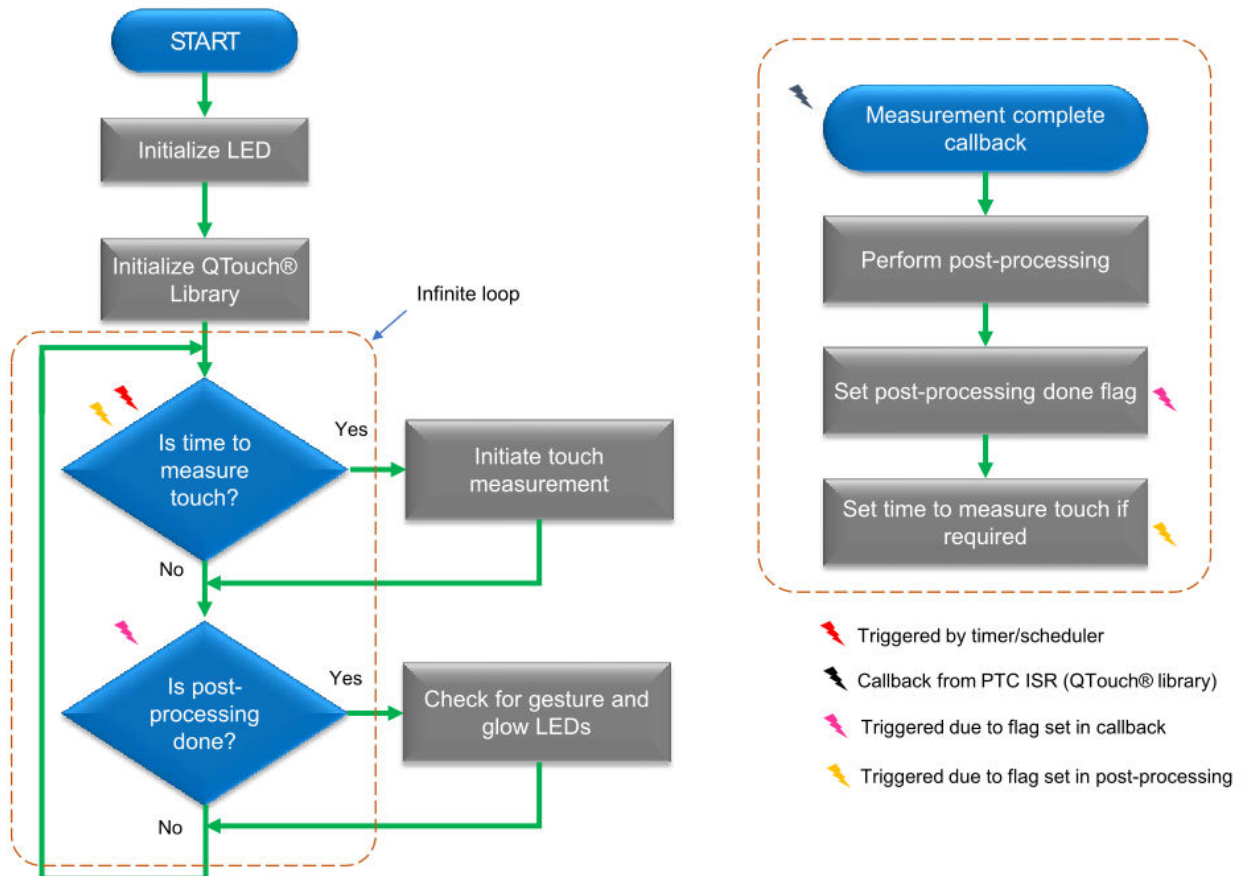 START
Initialize LED
Initialize QTouch®
Library
Infinite loop
Is time to
measure
touch?
Yes
Initiate touch
measurement
No
Is post-
processing
done?
Yes
Check for gesture and
glow LEDs
No
Measurement complete
callback
Perform post-processing
Set post-processing done flag
Set time to measure touch if
required
Triggered by timer/scheduler
Callback from PTC ISR (QTouch® library)
Triggered due to flag set in callback
Triggered due to flag set in post-processing